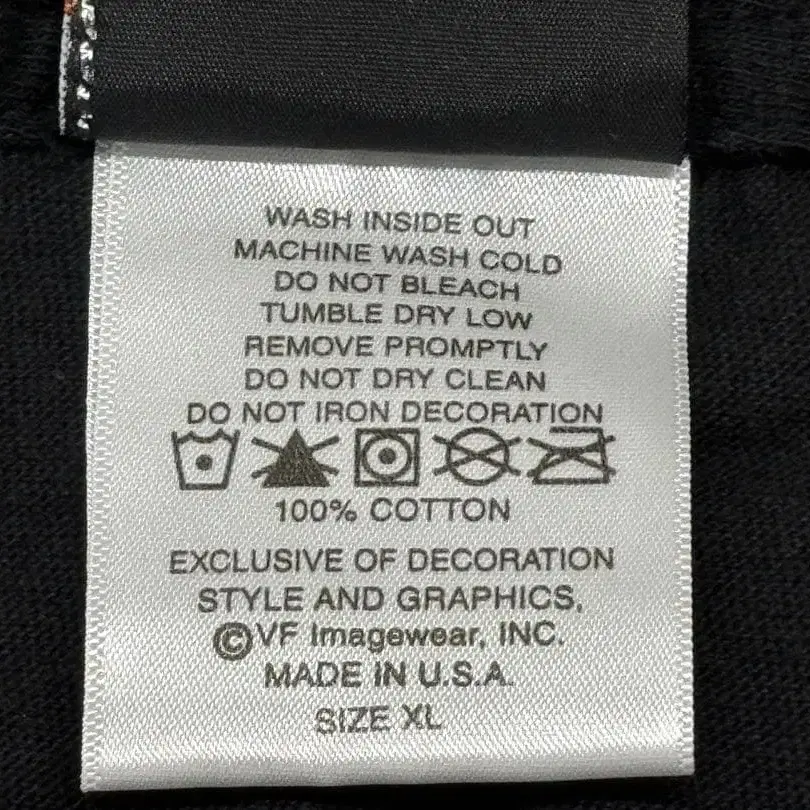 WASH INSIDE OUT
MACHINE WASH COLD
DO NOT BLEACH
TUMBLE DRY LOW
REMOVE PROMPTLY
DO NOT DRY CLEAN
DO NOT IRON DECORATION
100% COTTON
EXCLUSIVE OF DECORATION
STYLE AND GRAPHICS,
©VF Imagewear, INC.
MADE IN U.S.A.
SIZE XL